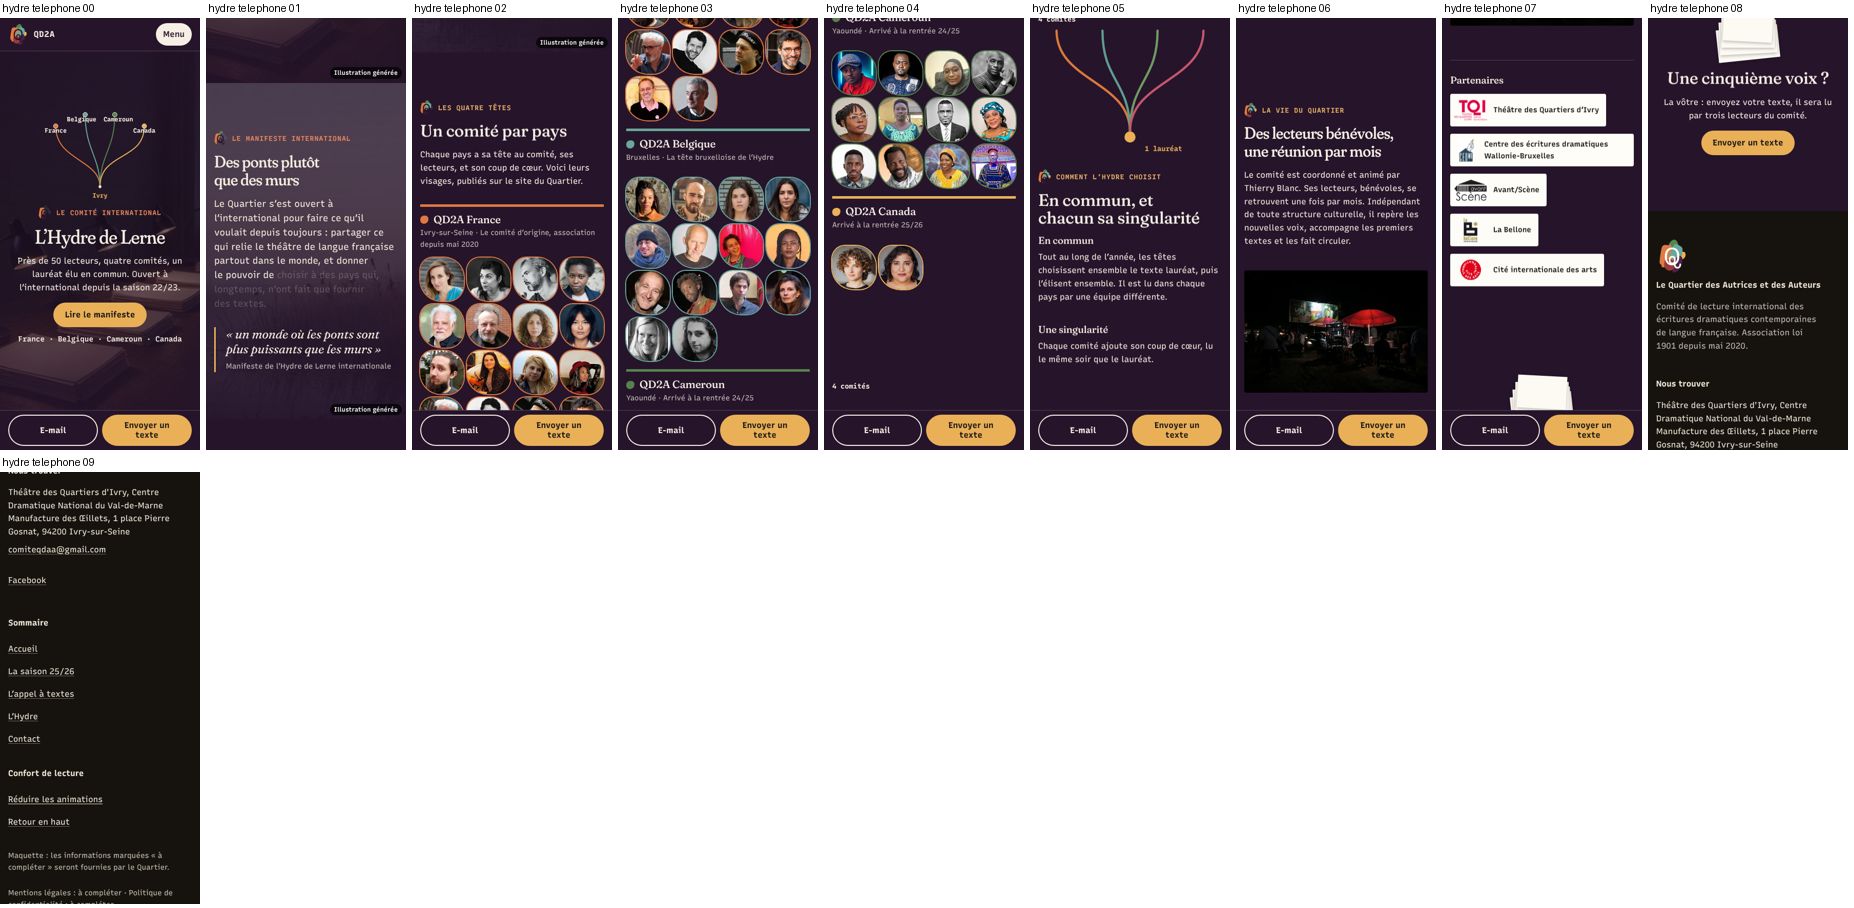 hydre telephone 00
QD2A
Menu
Belgique
Cameroun
France
Canada
Ivry
LE COMITÉ INTERNATIONAL
L’Hydre de Lerne
Près de 50 lecteurs, quatre comités, un
lauréat élu en commun. Ouvert à
l’international depuis la saison 22/23.
Lire le manifeste
France · Belgique · Cameroun · Canada
E-mail
Envoyer un
texte
hydre telephone 01
Illustration générée
LE MANIFESTE INTERNATIONAL
Des ponts plutôt
que des murs
Le Quartier s’est ouvert à
l’international pour faire ce qu’il
voulait depuis toujours : partager ce
qui relie le théâtre de langue française
partout dans le monde, et donner
le pouvoir de choisir à des pays qui,
longtemps, n’ont fait que fournir
des textes.
« un monde où les ponts sont
plus puissants que les murs »
Manifeste de l’Hydre de Lerne internationale
Illustration générée
hydre telephone 02
Illustration générée
LES QUATRE TÊTES
Un comité par pays
Chaque pays a sa tête au comité, ses
lecteurs, et son coup de cœur. Voici leurs
visages, publiés sur le site du Quartier.
QD2A France
Ivry-sur-Seine · Le comité d’origine, association
depuis mai 2020
E-mail
Envoyer un
texte
hydre telephone 03
QD2A Belgique
Bruxelles · La tête bruxelloise de l’Hydre
QD2A Cameroun
Yaoundé · Arrivé à la rentrée 24/25
E-mail
Envoyer un
texte
hydre telephone 04
QD2A Cameroun
Yaoundé · Arrivé à la rentrée 24/25
QD2A Canada
Arrivé à la rentrée 25/26
4 comités
E-mail
Envoyer un
texte
hydre telephone 05
4 comités
1 lauréat
COMMENT L’HYDRE CHOISIT
En commun, et
chacun sa singularité
En commun
Tout au long de l’année, les têtes
choisissent ensemble le texte lauréat, puis
l’élisent ensemble. Il est lu dans chaque
pays par une équipe différente.
Une singularité
Chaque comité ajoute son coup de cœur, lu
le même soir que le lauréat.
E-mail
Envoyer un
texte
hydre telephone 06
LA VIE DU QUARTIER
Des lecteurs bénévoles,
une réunion par mois
Le comité est coordonné et animé par
Thierry Blanc. Ses lecteurs, bénévoles, se
retrouvent une fois par mois. Indépendant
de toute structure culturelle, il repère les
nouvelles voix, accompagne les premiers
textes et les fait circuler.
E-mail
Envoyer un
texte
hydre telephone 07
Partenaires
TQI
Théâtre des Quartiers d’Ivry
Centre des écritures dramatiques
Wallonie-Bruxelles
Scène
Avant/Scène
La Bellone
Cité internationale des arts
E-mail
Envoyer un
texte
hydre telephone 08
Une cinquième voix ?
La vôtre : envoyez votre texte, il sera lu
par trois lecteurs du comité.
Envoyer un texte
Le Quartier des Autrices et des Auteurs
Comité de lecture international des
écritures dramatiques contemporaines
de langue française. Association loi
1901 depuis mai 2020.
Nous trouver
Théâtre des Quartiers d’Ivry, Centre
Dramatique National du Val-de-Marne
Manufacture des Œillets, 1 place Pierre
Gosnat, 94200 Ivry-sur-Seine
hydre telephone 09
Nous trouver
Théâtre des Quartiers d’Ivry, Centre
Dramatique National du Val-de-Marne
Manufacture des Œillets, 1 place Pierre
Gosnat, 94200 Ivry-sur-Seine
comiteqdaa@gmail.com
Facebook
Sommaire
Accueil
La saison 25/26
L’appel à textes
L’Hydre
Contact
Confort de lecture
Réduire les animations
Retour en haut
Maquette : les informations marquées « à
compléter » seront fournies par le Quartier.
Mentions légales : à compléter · Politique de
confidentialité : à compléter